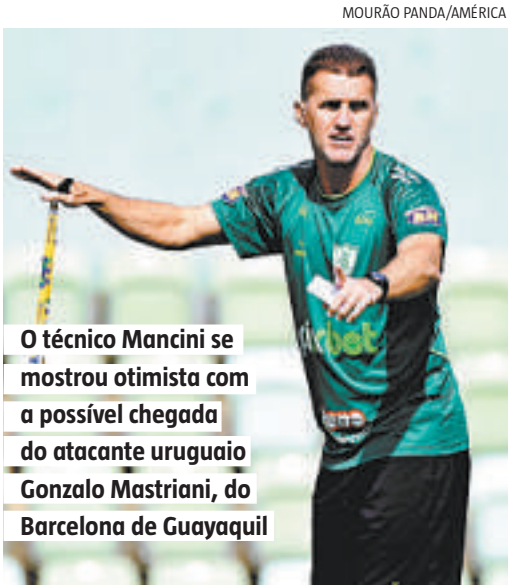 MOURÃO PANDA/AMÉRICA
O técnico Mancini se
mostrou otimista com
a possível chegada
do atacante uruguaio
Gonzalo Mastriani, do
Barcelona de Guayaquil